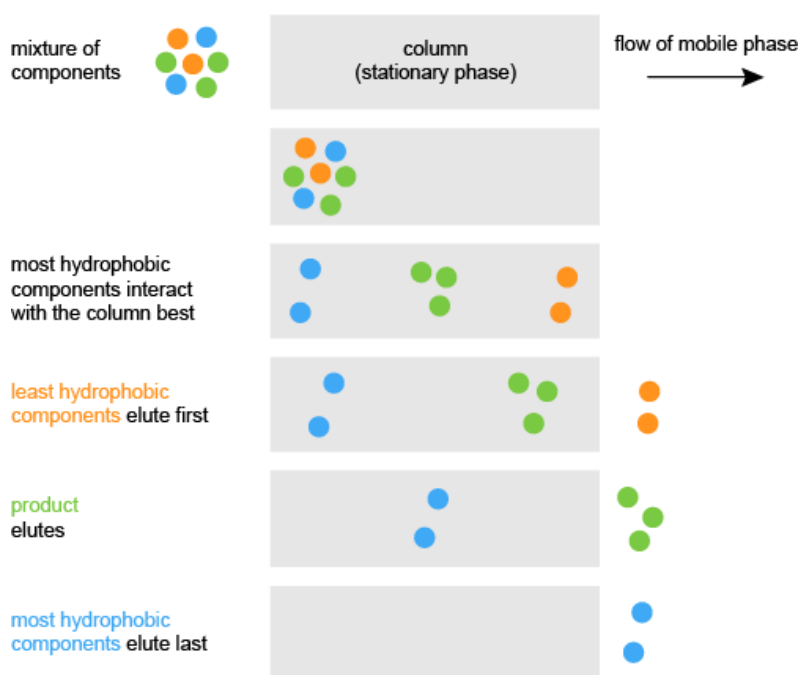 mixture of
components
column
(stationary phase)
flow of mobile phase
most hydrophobic
components interact
with the column best
least hydrophobic
components elute first
product
elutes
most hydrophobic
components elute last